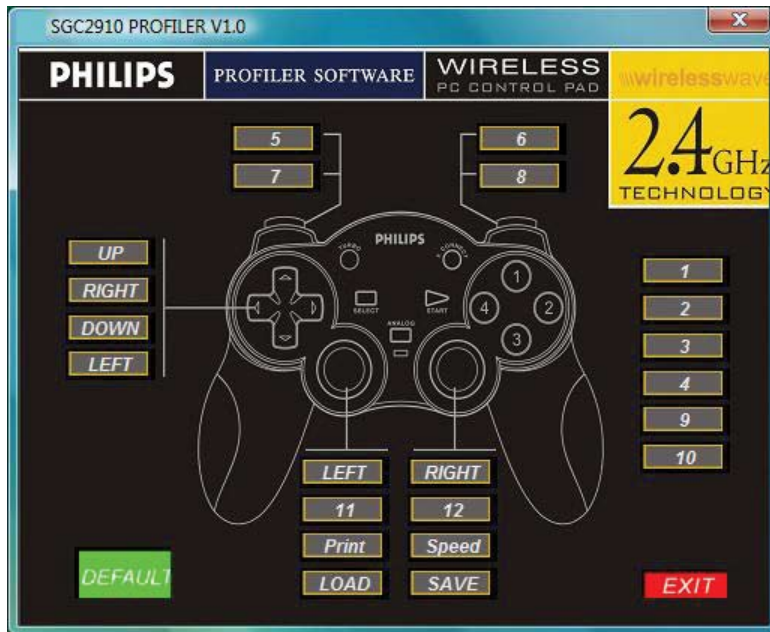 SGC2910 PROFILER V1.0
PHILIPS
PROFILER SOFTWARE
WIRELESS
PC CONTROL PAD
wirelesswave
2.4GHz
TECHNOLOGY
5
6
7
8
UP
RIGHT
DOWN
LEFT
PHILIPS
TURBO
CONNECT
SELECT
START
ANALOG
1
2
3
4
1
2
3
4
9
10
LEFT
RIGHT
11
12
Print
Speed
LOAD
SAVE
DEFAULT
EXIT